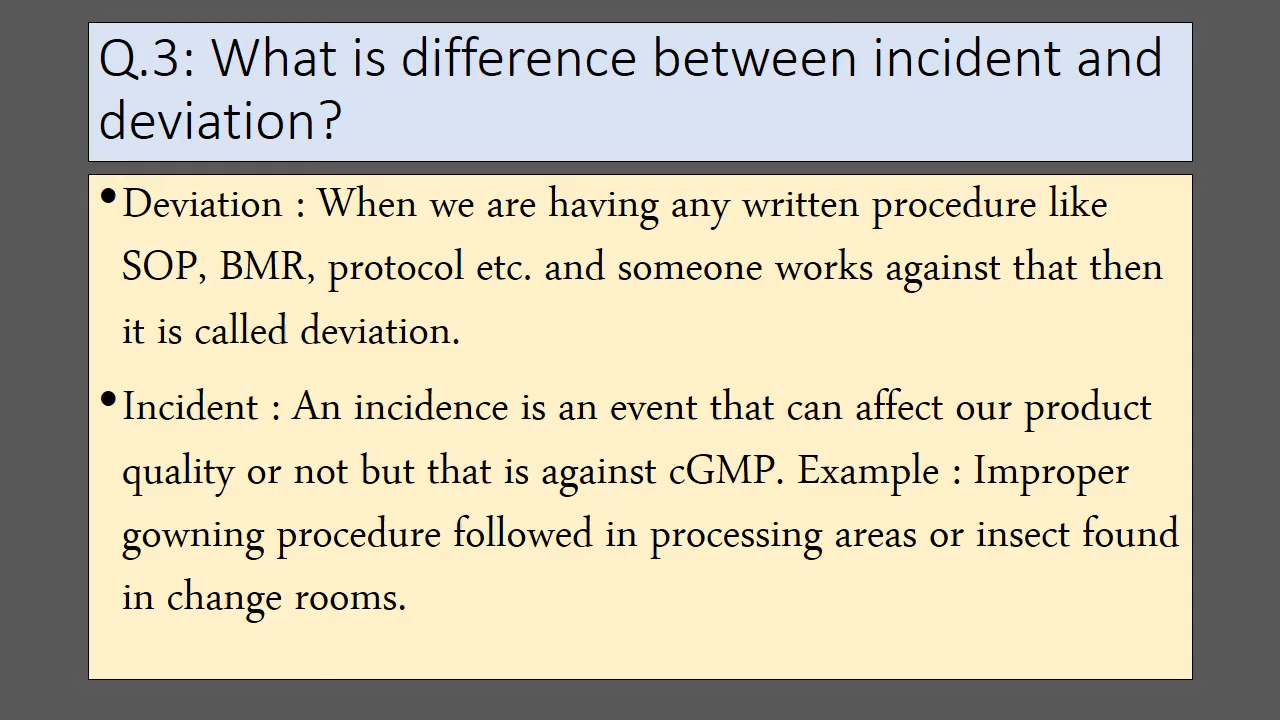 Q.3: What is difference between incident and
deviation?
•Deviation : When we are having any written procedure like
SOP, BMR, protocol etc. and someone works against that then
it is called deviation.
•Incident : An incidence is an event that can affect our product
quality or not but that is against cGMP. Example : Improper
gowning procedure followed in processing areas or insect found
in change rooms.